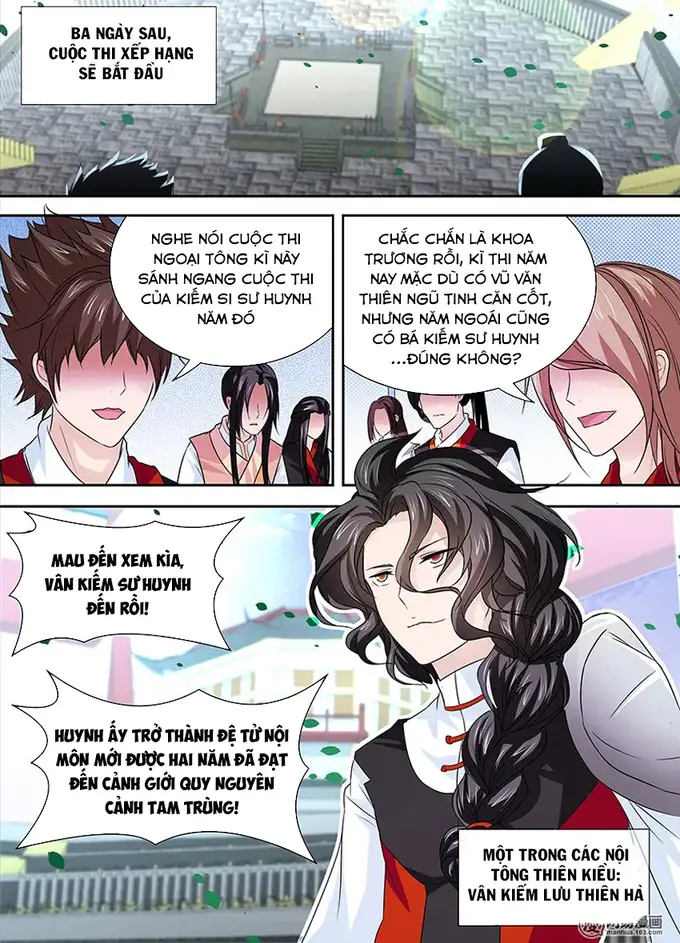 BA NGÀY SAU,
CUỘC THI XẾP HẠNG
SẼ BẮT ĐẦU
NGHE NÓI CUỘC THI
NGOẠI TÔNG KÌ NÀY
SÁNH NGANG CUỘC THI
CỦA KIẾM SI SƯ HUYNH
NĂM ĐÓ
CHẮC CHẮN LÀ KHOA
TRƯƠNG RỒI, KÌ THI NĂM
NAY MẶC DÙ CÓ VŨ VĂN
THIÊN NGŨ TINH CĂN CỐT,
NHƯNG NĂM NGOÁI CŨNG
CÓ BÁ KIẾM SƯ HUYNH
...ĐÚNG KHÔNG?
MAU ĐẾN XEM KÌA,
VÂN KIẾM SƯ HUYNH
ĐẾN RỒI!
HUYNH ẤY TRỞ THÀNH ĐỆ TỬ NỘI
MÔN MỚI ĐƯỢC HAI NĂM ĐÃ ĐẠT
ĐẾN CẢNH GIỚI QUY NGUYÊN
CẢNH TAM TRÙNG!
MỘT TRONG CÁC NỘI
TÔNG THIÊN KIỀU:
VÂN KIẾM LƯU THIÊN HÀ
manhua.163.com